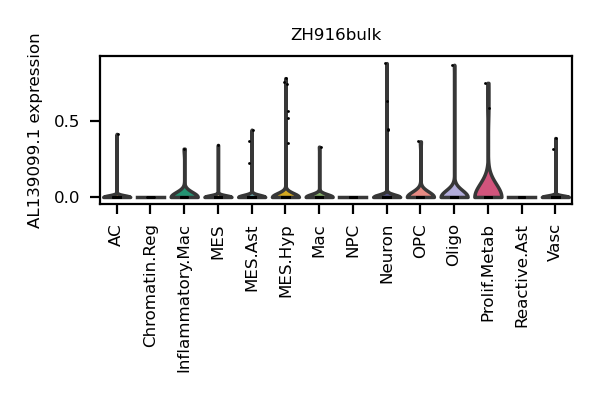 ZH916bulk
AL139099.1 expression
0.5
0.0
AC
Chromatin.Reg
Inflammatory.Mac
MES
MES.Ast
MES.Hyp
Mac
NPC
Neuron
OPC
Oligo
Prolif.Metab
Reactive.Ast
Vasc